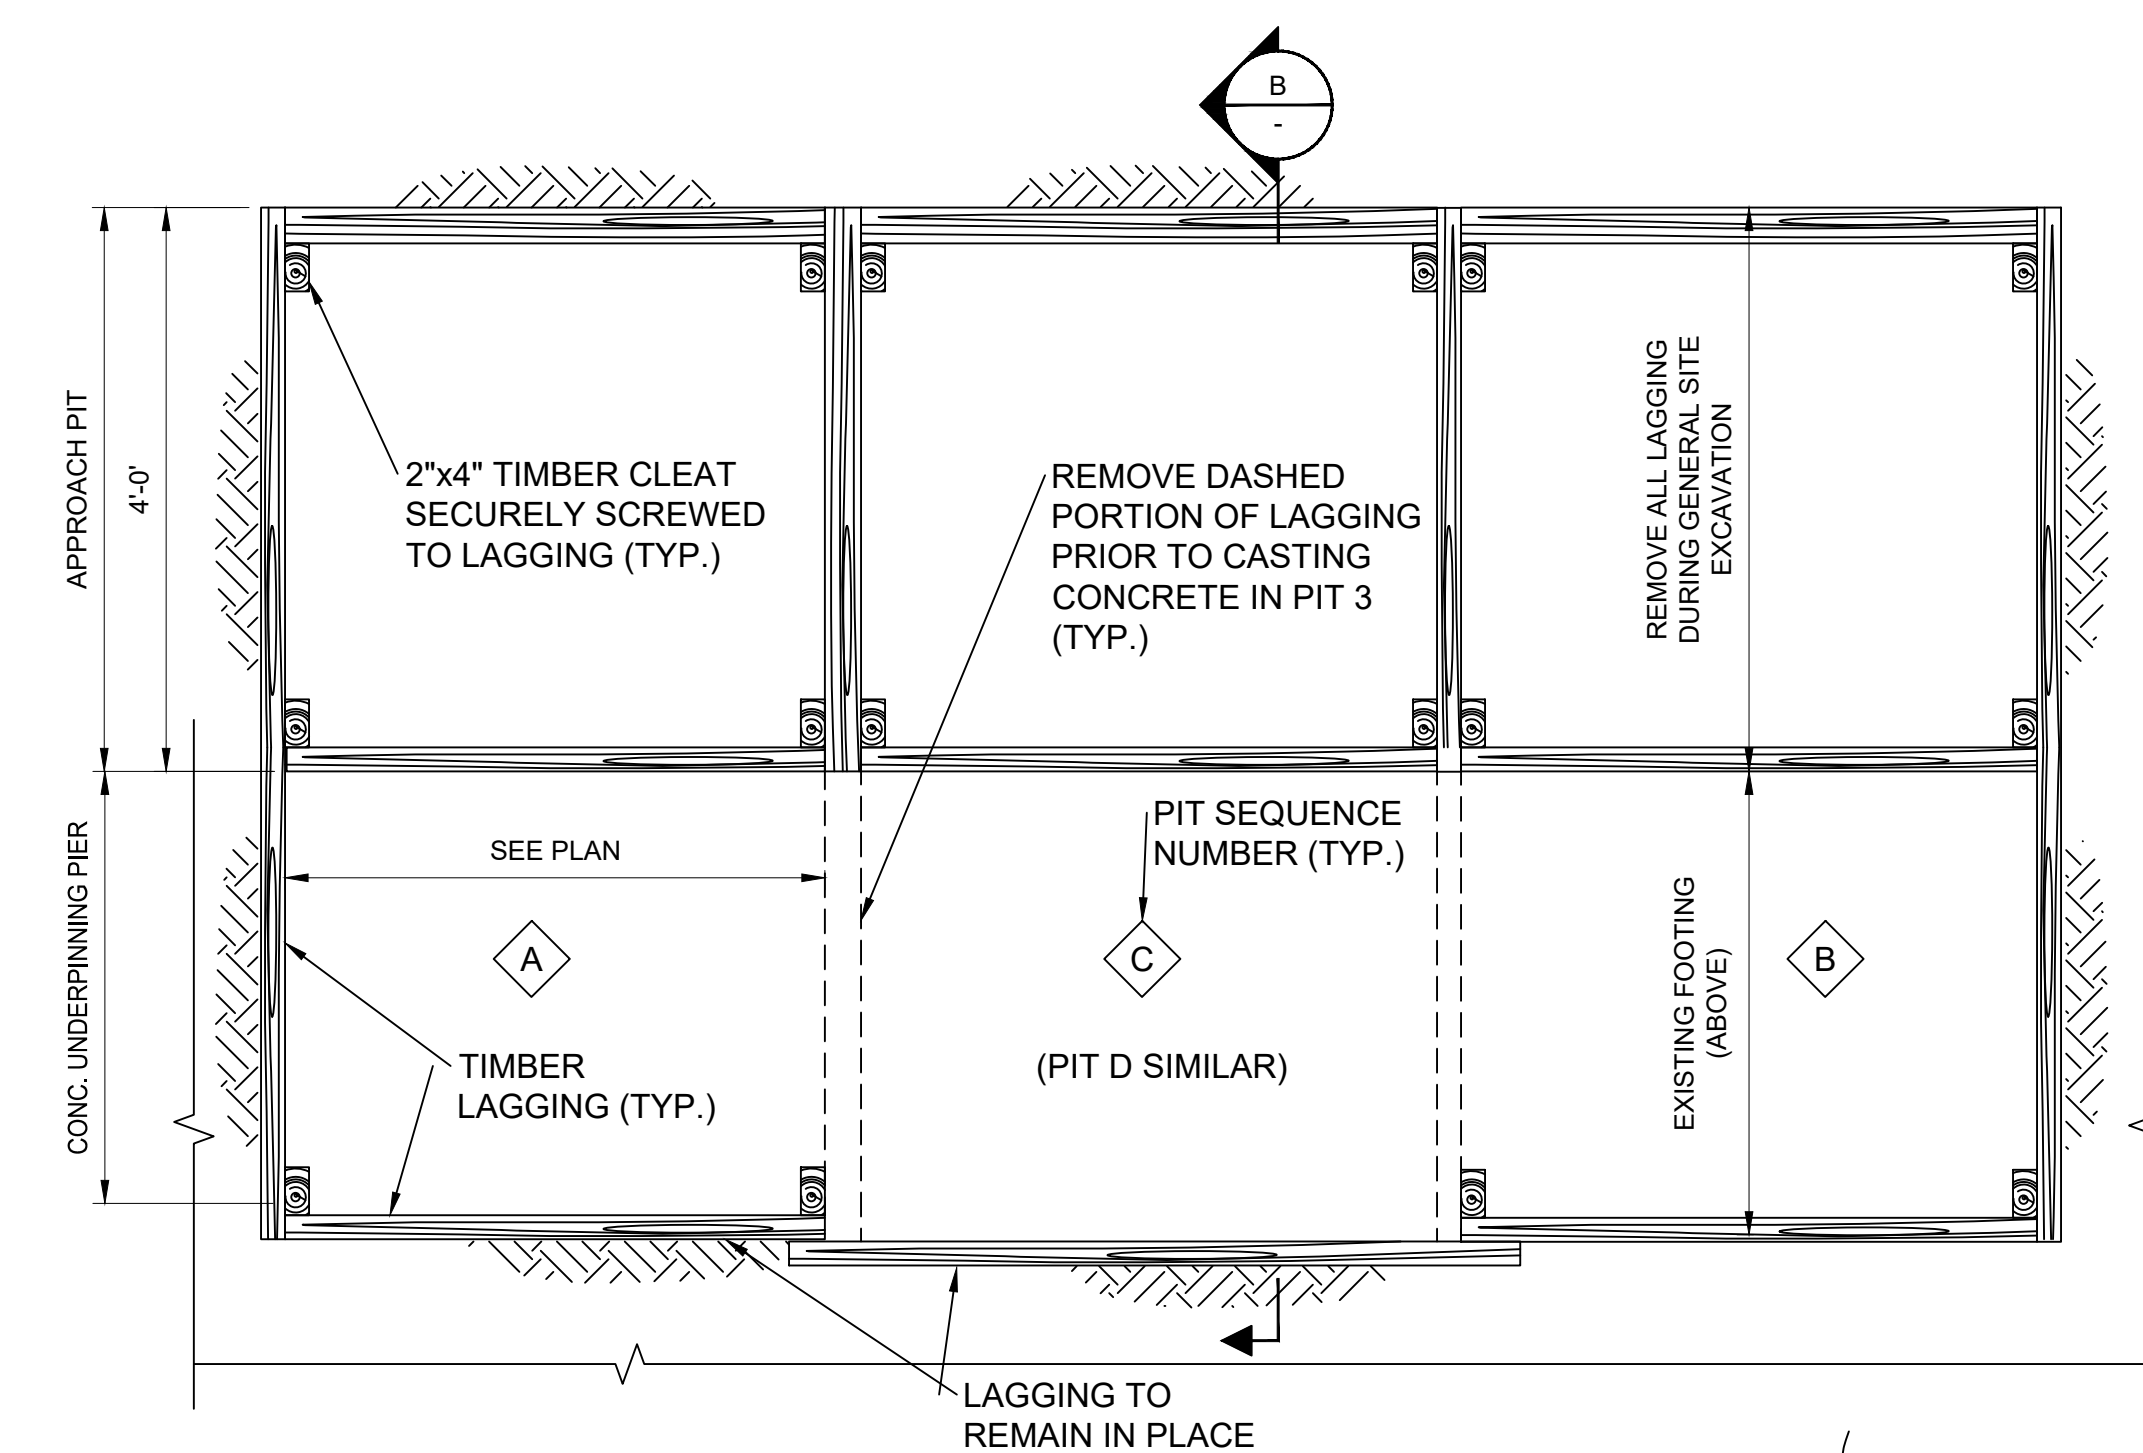 B
-
APPROACH PIT
4'-0'
2"x4" TIMBER CLEAT
SECURELY SCREWED
TO LAGGING (TYP.)
REMOVE DASHED
PORTION OF LAGGING
PRIOR TO CASTING
CONCRETE IN PIT 3
(TYP.)
REMOVE ALL LAGGING
DURING GENERAL SITE
EXCAVATION
CONC. UNDERPINNING PIER
SEE PLAN
PIT SEQUENCE
NUMBER (TYP.)
A
C
B
EXISTING FOOTING
(ABOVE)
TIMBER
LAGGING (TYP.)
(PIT D SIMILAR)
LAGGING TO
REMAIN IN PLACE